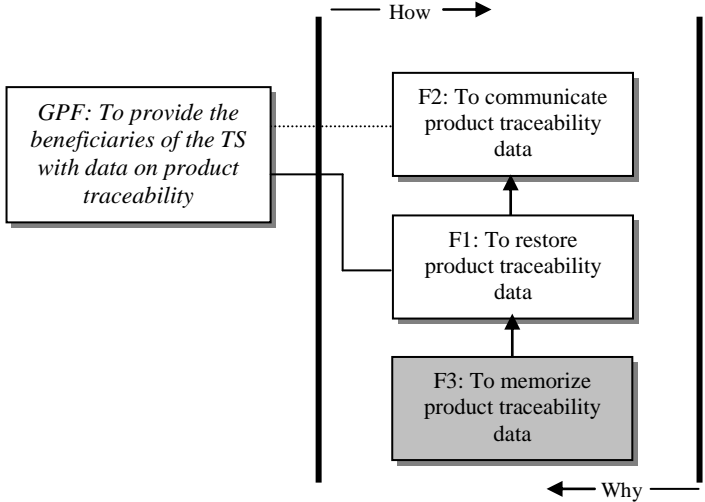 How
GPF: To provide the
beneficiaries of the TS
with data on product
traceability
F2: To communicate
product traceability
data
F1: To restore
product traceability
data
F3: To memorize
product traceability
data
Why